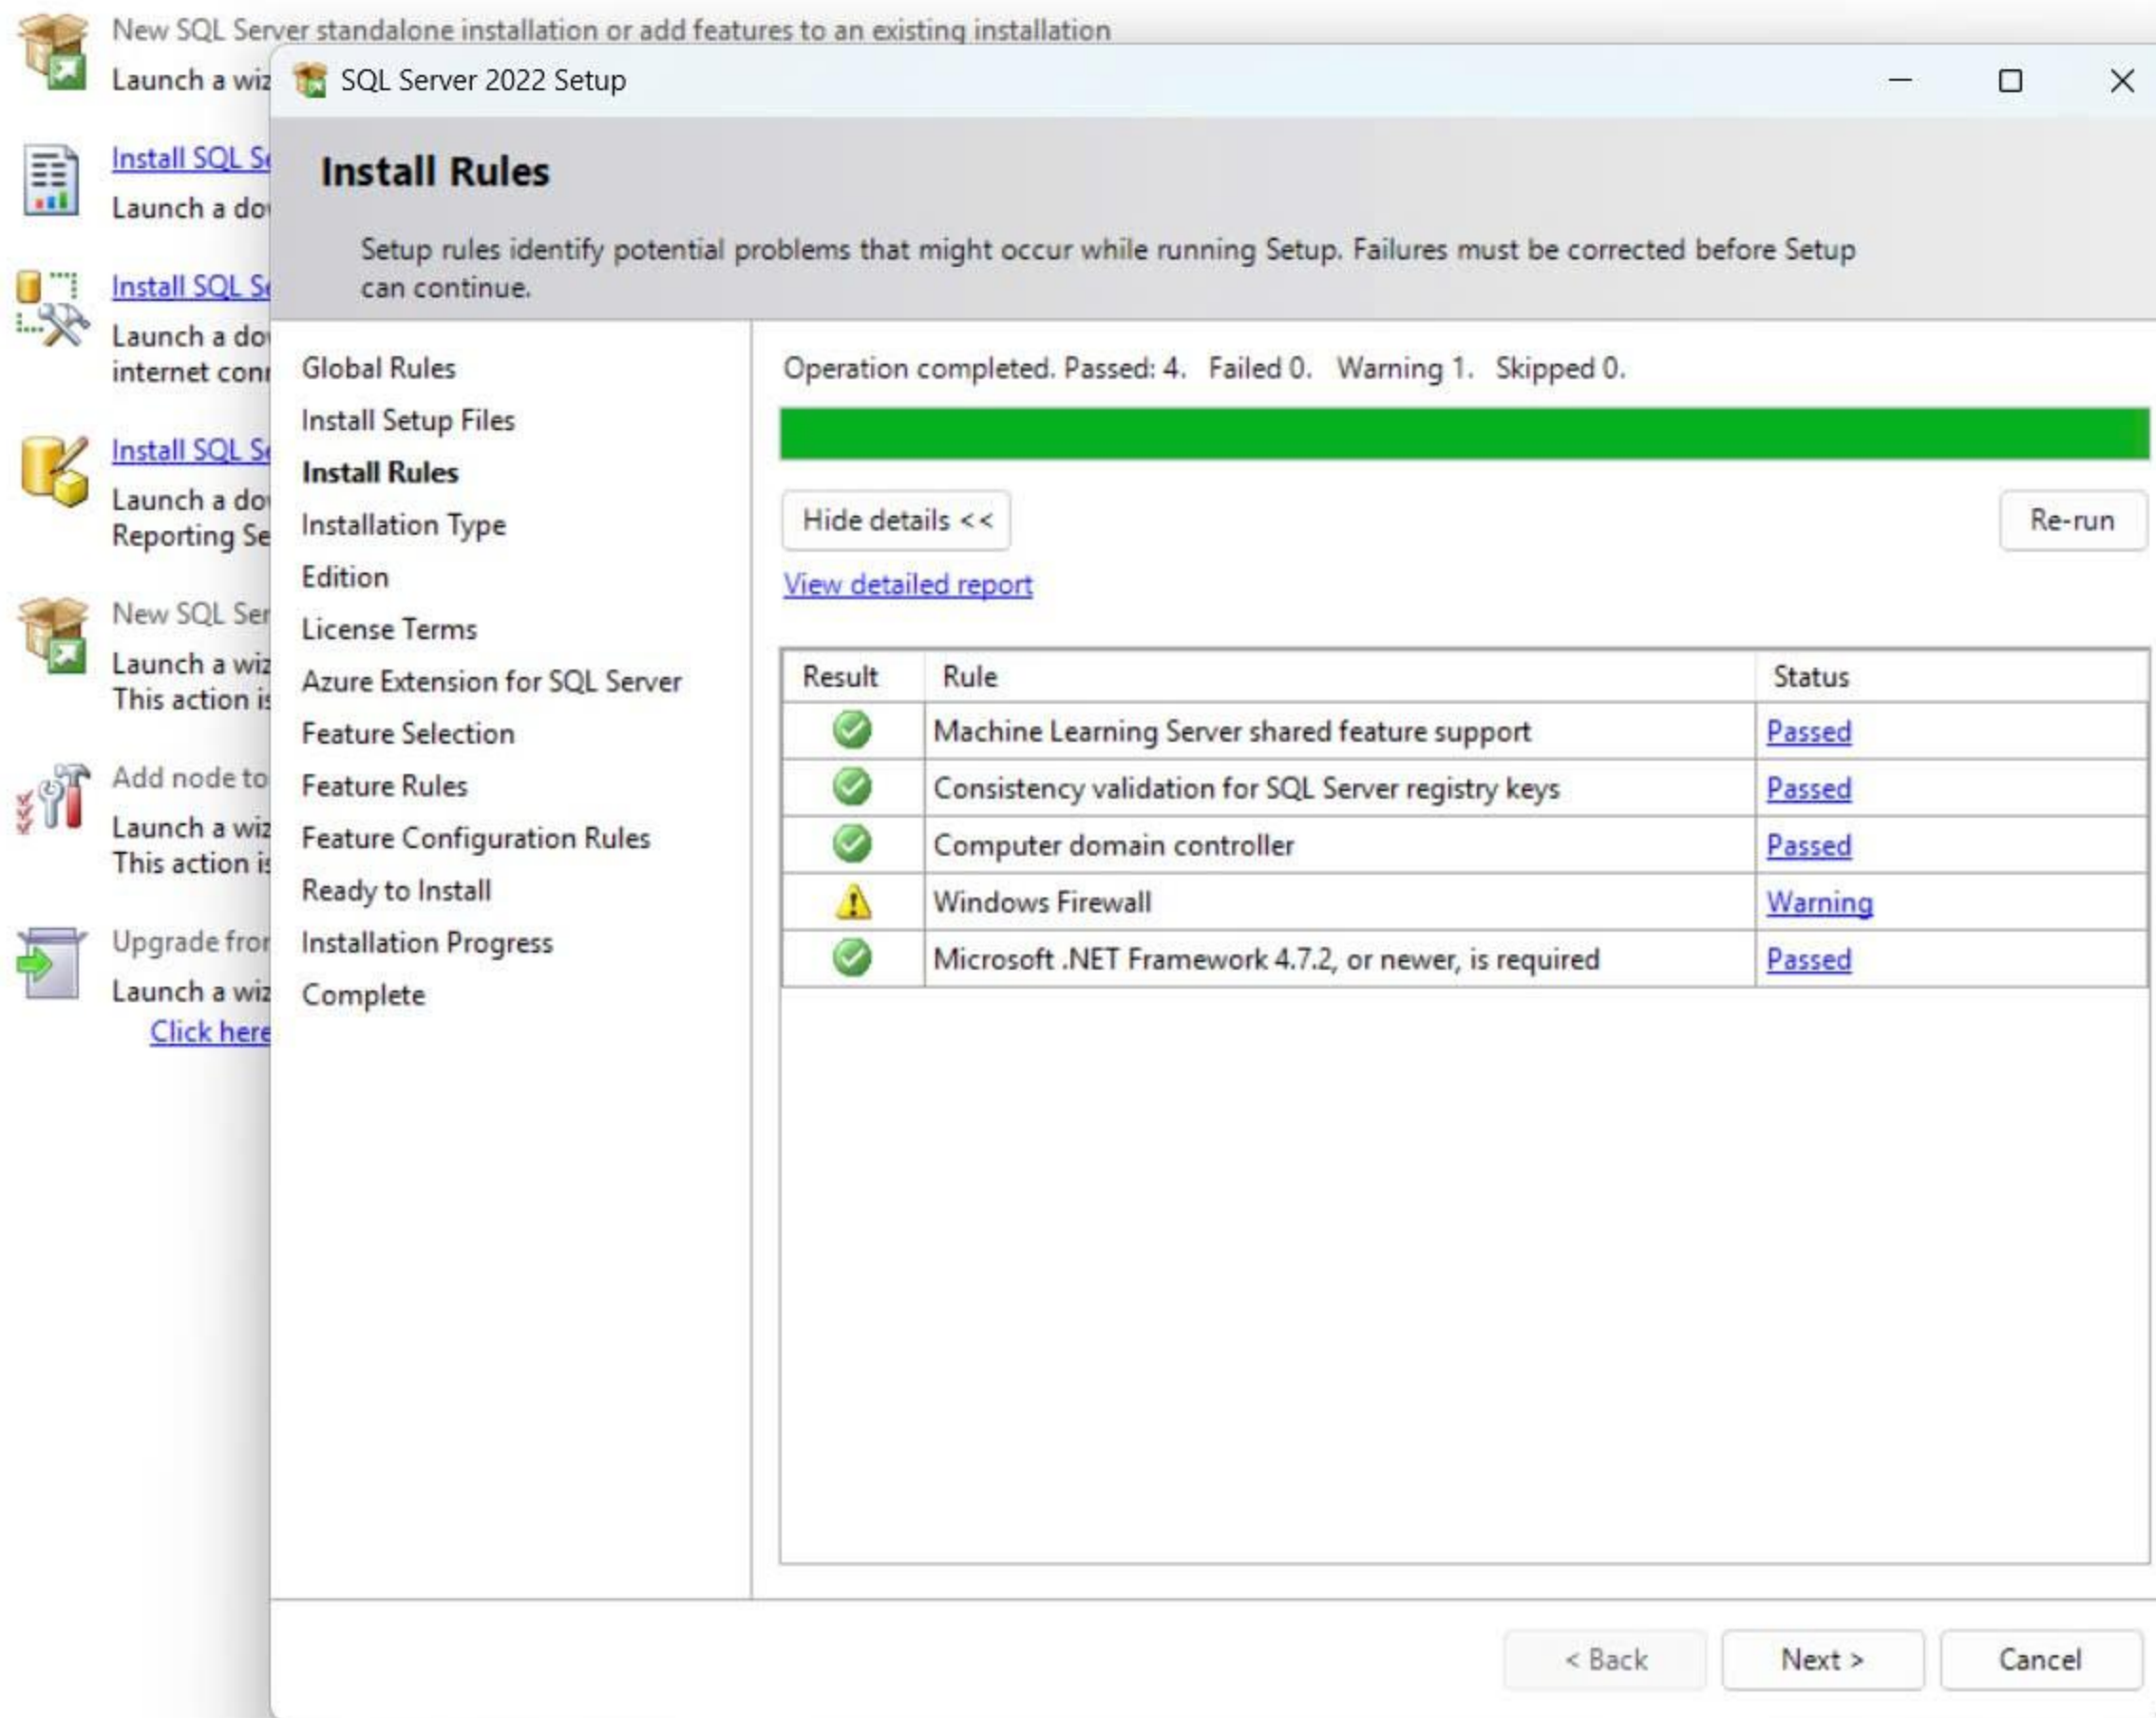 New SQL Server standalone installation or add features to an existing installation
Launch a wiz
Install SQL Se
Launch a do
Install SQL Se
Launch a do
internet con
Install SQL Se
Launch a do
Reporting Se
New SQL Ser
Launch a wiz
This action is
Add node to
Launch a wiz
This action is
Upgrade fro
Launch a wiz
Click here
SQL Server 2022 Setup
Install Rules
Setup rules identify potential problems that might occur while running Setup. Failures must be corrected before Setup
can continue.
Global Rules
Install Setup Files
Install Rules
Installation Type
Edition
License Terms
Azure Extension for SQL Server
Feature Selection
Feature Rules
Feature Configuration Rules
Ready to Install
Installation Progress
Complete
Operation completed. Passed: 4. Failed 0. Warning 1. Skipped 0.
Hide details <<
Re-run
View detailed report
Result Rule Status
Machine Learning Server shared feature support Passed
Consistency validation for SQL Server registry keys Passed
Computer domain controller Passed
Windows Firewall Warning
Microsoft .NET Framework 4.7.2, or newer, is required Passed
< Back Next > Cancel